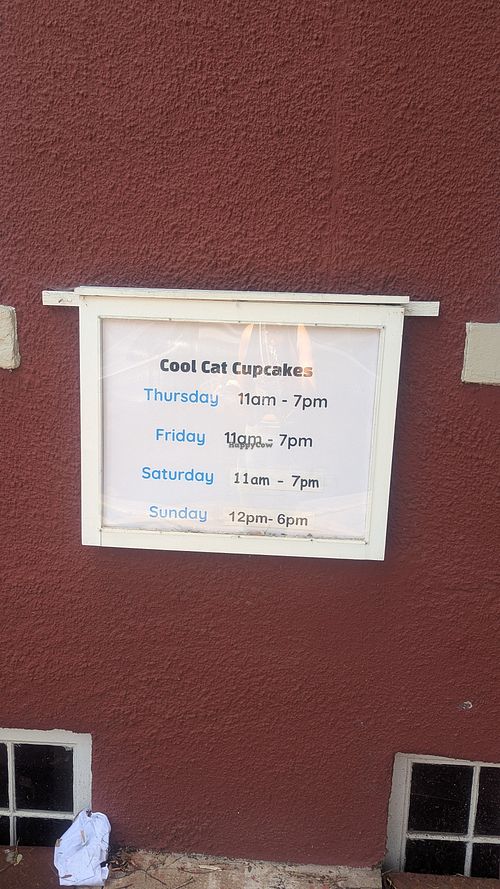 Cool Cat Cupcakes
Thursday 11am - 7pm
Friday 11am - 7pm
HappyCow
Saturday 11am - 7pm
Sunday 12pm- 6pm